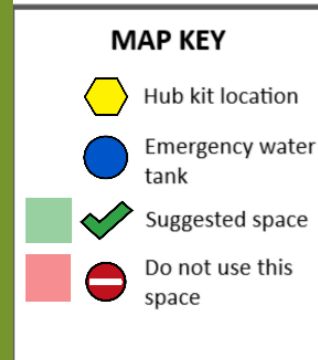 MAP KEY
Hub kit location
Emergency water
tank
Suggested space
Do not use this
space